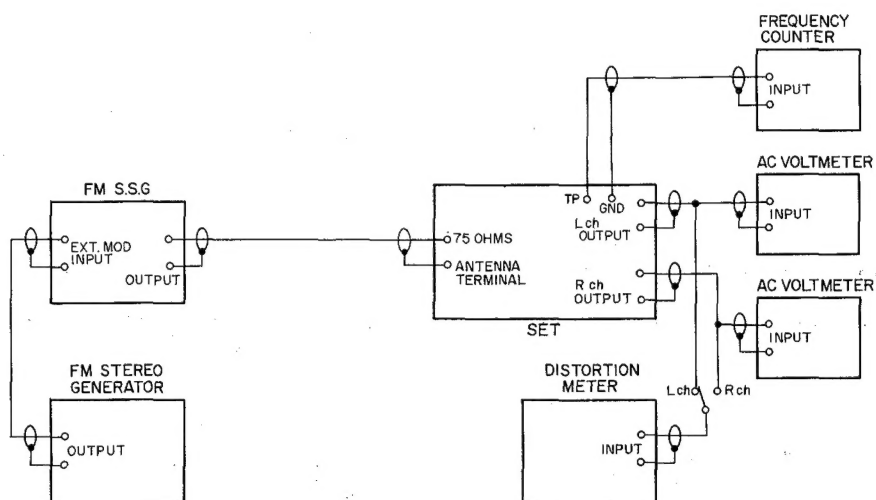 FREQUENCY
COUNTER
INPUT
AC VOLTMETER
INPUT
AC VOLTMETER
INPUT
FM S.S.G
EXT. MOD
INPUT
OUTPUT
75 OHMS
ANTENNA
TERMINAL
TP
GND
L ch
OUTPUT
R ch
OUTPUT
SET
FM STEREO
GENERATOR
OUTPUT
DISTORTION
METER
INPUT
L ch
R ch